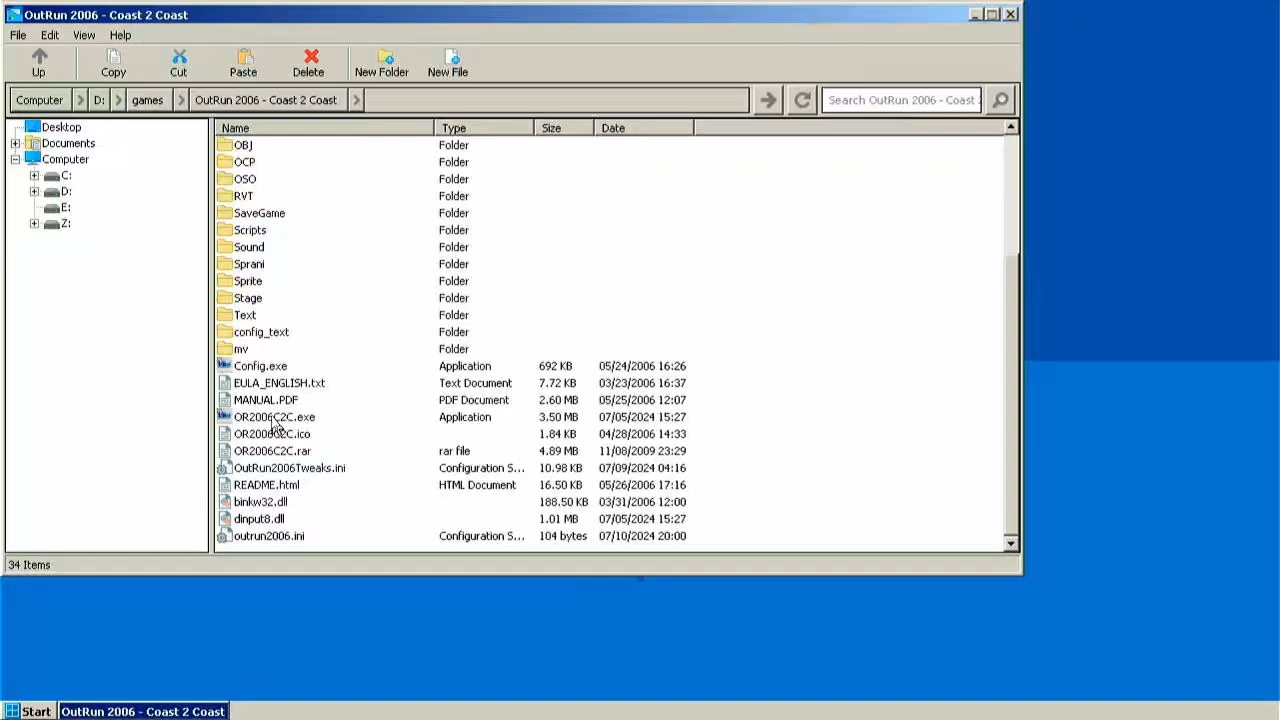 OutRun 2006 - Coast 2 Coast
File Edit View Help
Up Copy Cut Paste Delete New Folder New File
Computer D: games OutRun 2006 - Coast 2 Coast Search OutRun 2006 - Coast 2
Desktop
Documents
Computer
C:
D:
E:
Z:
Name Type Size Date
OBJ Folder
OCP Folder
OSO Folder
RVT Folder
SaveGame Folder
Scripts Folder
Sound Folder
Sprani Folder
Sprite Folder
Stage Folder
Text Folder
config_text Folder
mv Folder
Config.exe Application 692 KB 05/24/2006 16:26
EULA_ENGLISH.txt Text Document 7.72 KB 03/23/2006 16:37
MANUAL.PDF PDF Document 2.60 MB 05/25/2006 12:07
OR2006C2C.exe Application 3.50 MB 07/05/2024 15:27
OR2006C2C.ico 1.84 KB 04/28/2006 14:33
OR2006C2C.rar rar file 4.89 MB 11/08/2009 23:29
OutRun2006Tweaks.ini Configuration S... 10.98 KB 07/09/2024 04:16
README.html HTML Document 16.50 KB 05/26/2006 17:16
binkw32.dll 188.50 KB 03/31/2006 12:00
dinput8.dll 1.01 MB 07/05/2024 15:27
outrun2006.ini Configuration S... 104 bytes 07/10/2024 20:00
34 Items
Start OutRun 2006 - Coast 2 Coast